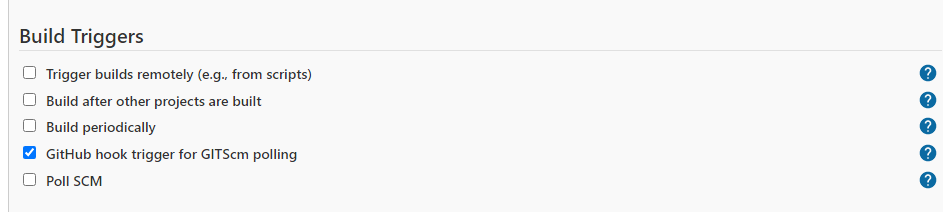 Build Triggers
Trigger builds remotely (e.g., from scripts) ?
Build after other projects are built ?
Build periodically ?
GitHub hook trigger for GITScm polling ?
Poll SCM ?